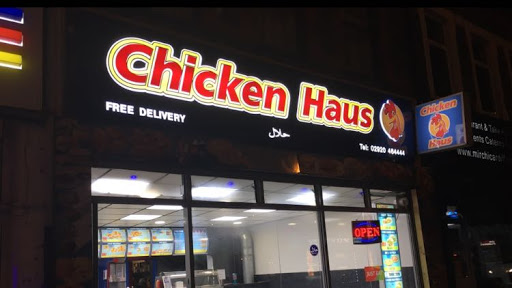 Chicken Haus
FREE DELIVERY
حلال
Tel: 02920 484444
Chicken
Haus
OPEN